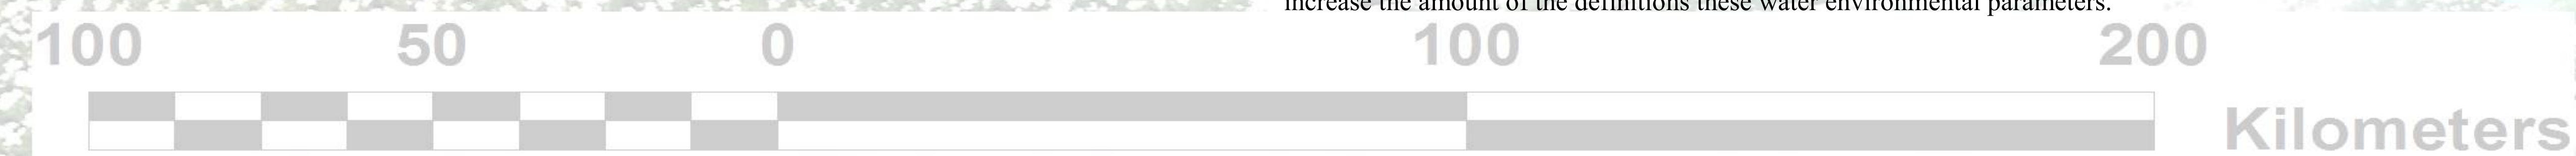 increase the amount of the definitions these water environmental parameters.
100 50 0 100 200
Kilometers